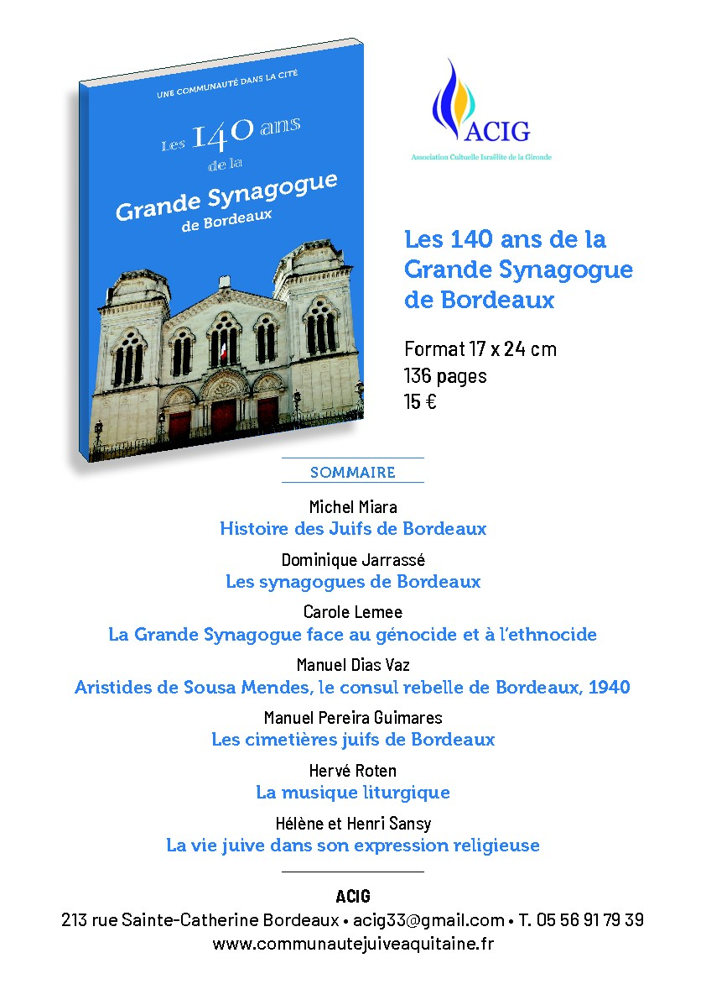 UNE COMMUNAUTÉ DANS LA CITÉ
Les 140 ans
de la
Grande Synagogue
de Bordeaux
ACIG
Association Cultuelle Israëlite de la Gironde
Les 140 ans de la
Grande Synagogue
de Bordeaux
Format 17 x 24 cm
136 pages
15 €
SOMMAIRE
Michel Miara
Histoire des Juifs de Bordeaux
Dominique Jarrassé
Les synagogues de Bordeaux
Carole Lemee
La Grande Synagogue face au génocide et à l'ethnocide
Manuel Dias Vaz
Aristides de Sousa Mendes, le consul rebelle de Bordeaux, 1940
Manuel Pereira Guimares
Les cimetières juifs de Bordeaux
Hervé Roten
La musique liturgique
Hélène et Henri Sansy
La vie juive dans son expression religieuse
ACIG
213 rue Sainte-Catherine Bordeaux • acig33@gmail.com • T. 05 56 91 79 39
www.communautejuiveaquitaine.fr